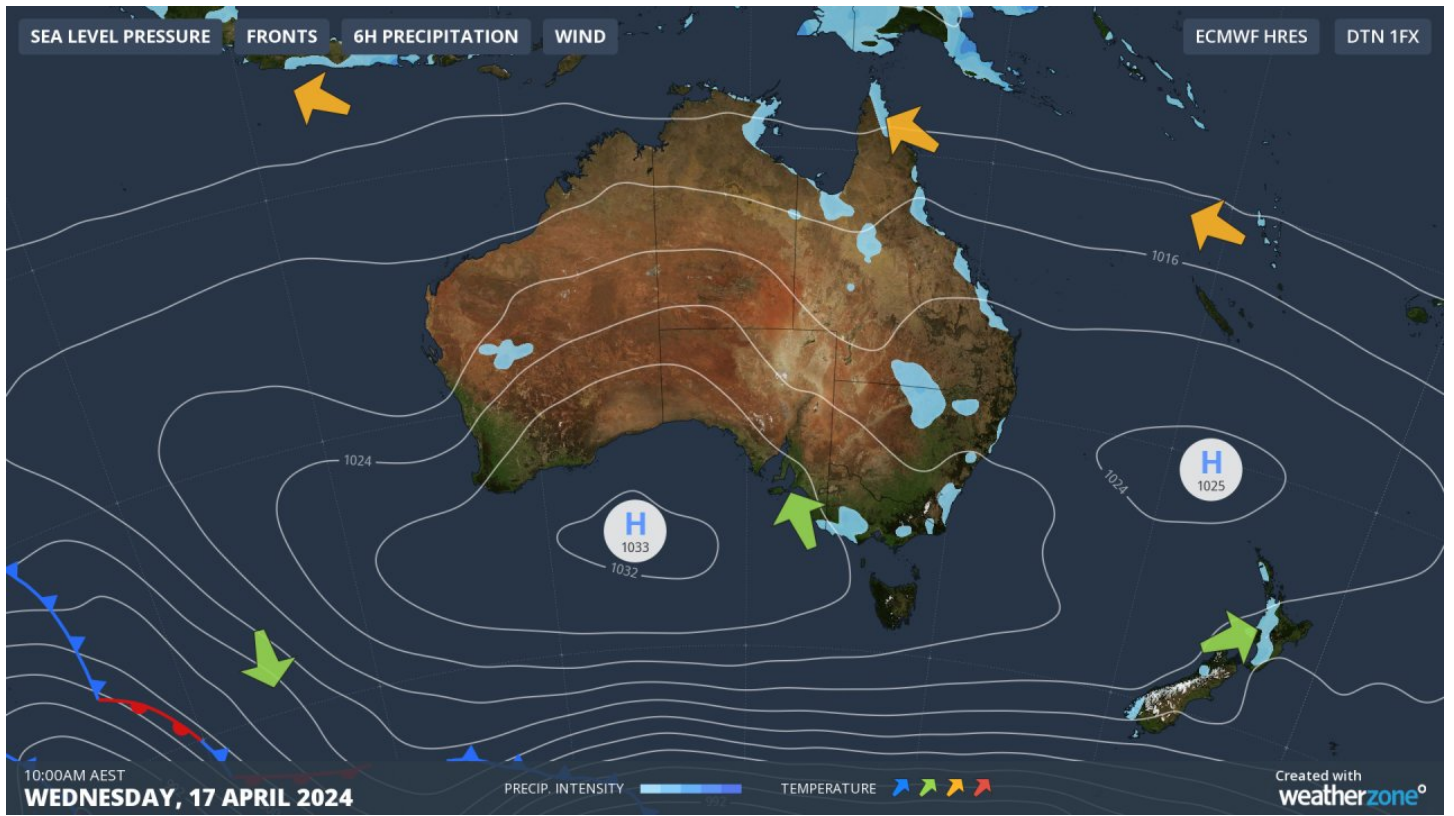 SEA LEVEL PRESSURE FRONTS 6H PRECIPITATION WIND ECMWF HRES DTN 1FX
1016
1024
1024
H
1025
H
1033
1032
10:00AM AEST
WEDNESDAY, 17 APRIL 2024
PRECIP. INTENSITY
992
TEMPERATURE
Created with
weatherzone°